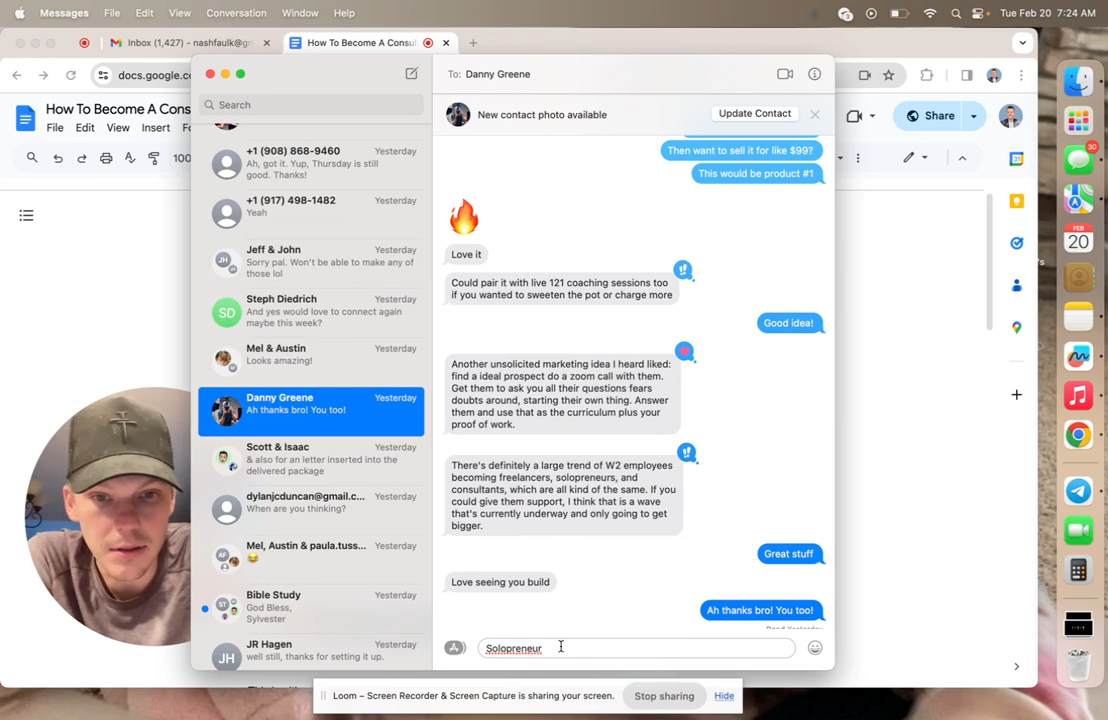 Messages File Edit View Conversation Window Help Tue Feb 20 7:24 AM
Inbox (1,427) - nashfaulk@gm
How To Become A Consul
docs.google.co
How To Become A Cons
File Edit View Insert Fo
Share
100
Search
+1 (908) 868-9460 Yesterday
Ah, got it. Yup, Thursday is still
good. Thanks!
+1 (917) 498-1482 Yesterday
Yeah
Jeff & John Yesterday
Sorry pal. Won't be able to make any of
those lol
SD
Steph Diedrich Yesterday
And yes would love to connect again
maybe this week?
Mel & Austin Yesterday
Looks amazing!
Danny Greene Yesterday
Ah thanks bro! You too!
Scott & Isaac Yesterday
& also for an letter inserted into the
delivered package
dylanjcduncan@gmail.c... Yesterday
When are you thinking?
Mel, Austin & paula.tuss... Yesterday
😂
Bible Study Yesterday
God Bless,
Sylvester
JH
JR Hagen Yesterday
well still, thanks for setting it up.
To: Danny Greene
New contact photo available
Update Contact
Then want to sell it for like $99?
This would be product #1
🔥
Love it
Could pair it with live 121 coaching sessions too
if you wanted to sweeten the pot or charge more
Good idea!
Another unsolicited marketing idea I heard liked:
find a ideal prospect do a zoom call with them.
Get them to ask you all their questions fears
doubts around, starting their own thing. Answer
them and use that as the curriculum plus your
proof of work.
There's definitely a large trend of W2 employees
becoming freelancers, solopreneurs, and
consultants, which are all kind of the same. If you
could give them support, I think that is a wave
that's currently underway and only going to get
bigger.
Great stuff
Love seeing you build
Ah thanks bro! You too!
Read Yesterday
Solopreneur
Loom – Screen Recorder & Screen Capture is sharing your screen.
Stop sharing
Hide
30
FEB
20